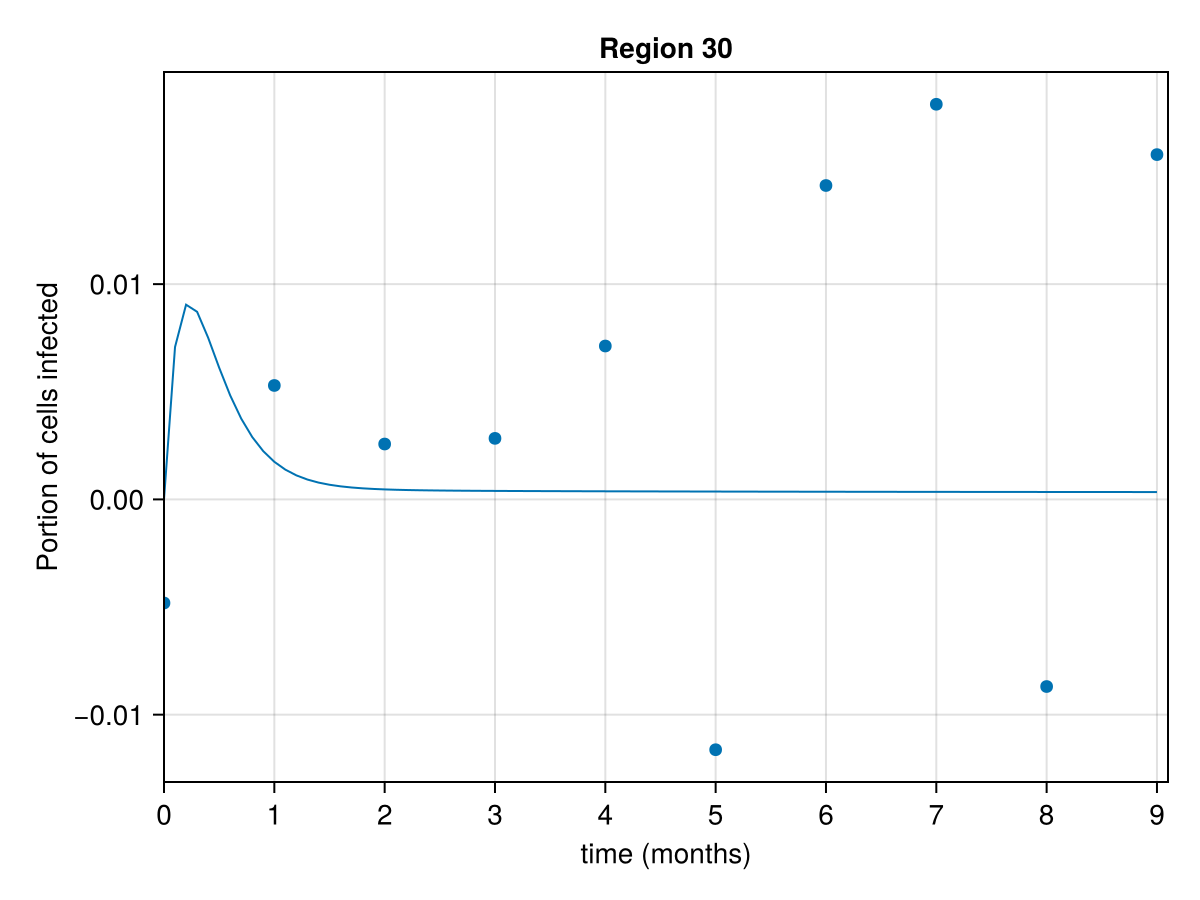 Region 30
Portion of cells infected
0.01
0.00
−0.01
0 1 2 3 4 5 6 7 8 9
time (months)